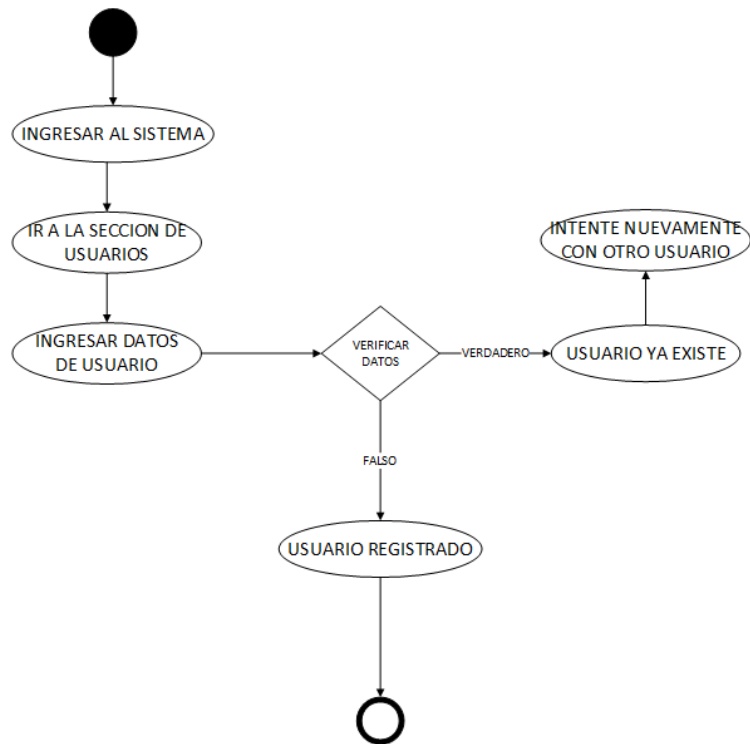 INGRESAR AL SISTEMA
IR A LA SECCION DE
USUARIOS
INGRESAR DATOS
DE USUARIO
VERIFICAR
DATOS
VERDADERO
USUARIO YA EXISTE
INTENTE NUEVAMENTE
CON OTRO USUARIO
FALSO
USUARIO REGISTRADO